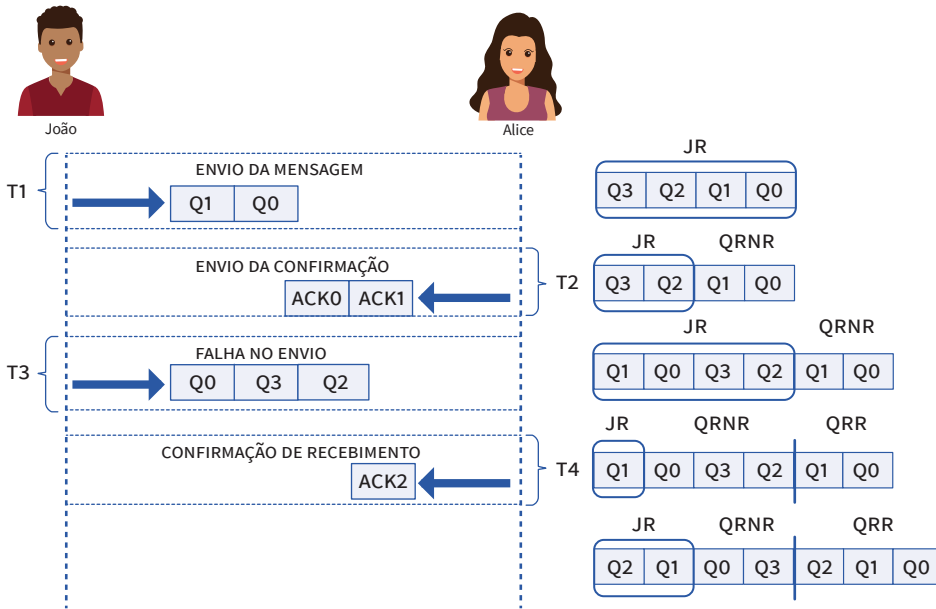 João
Alice
T1
ENVIO DA MENSAGEM
Q1 Q0
JR
Q3 Q2 Q1 Q0
ENVIO DA CONFIRMAÇÃO
ACK0 ACK1
T2
JR QRNR
Q3 Q2 Q1 Q0
T3
FALHA NO ENVIO
Q0 Q3 Q2
JR QRNR
Q1 Q0 Q3 Q2 Q1 Q0
CONFIRMAÇÃO DE RECEBIMENTO
ACK2
T4
JR QRNR QRR
Q1 Q0 Q3 Q2 Q1 Q0
JR QRNR QRR
Q2 Q1 Q0 Q3 Q2 Q1 Q0